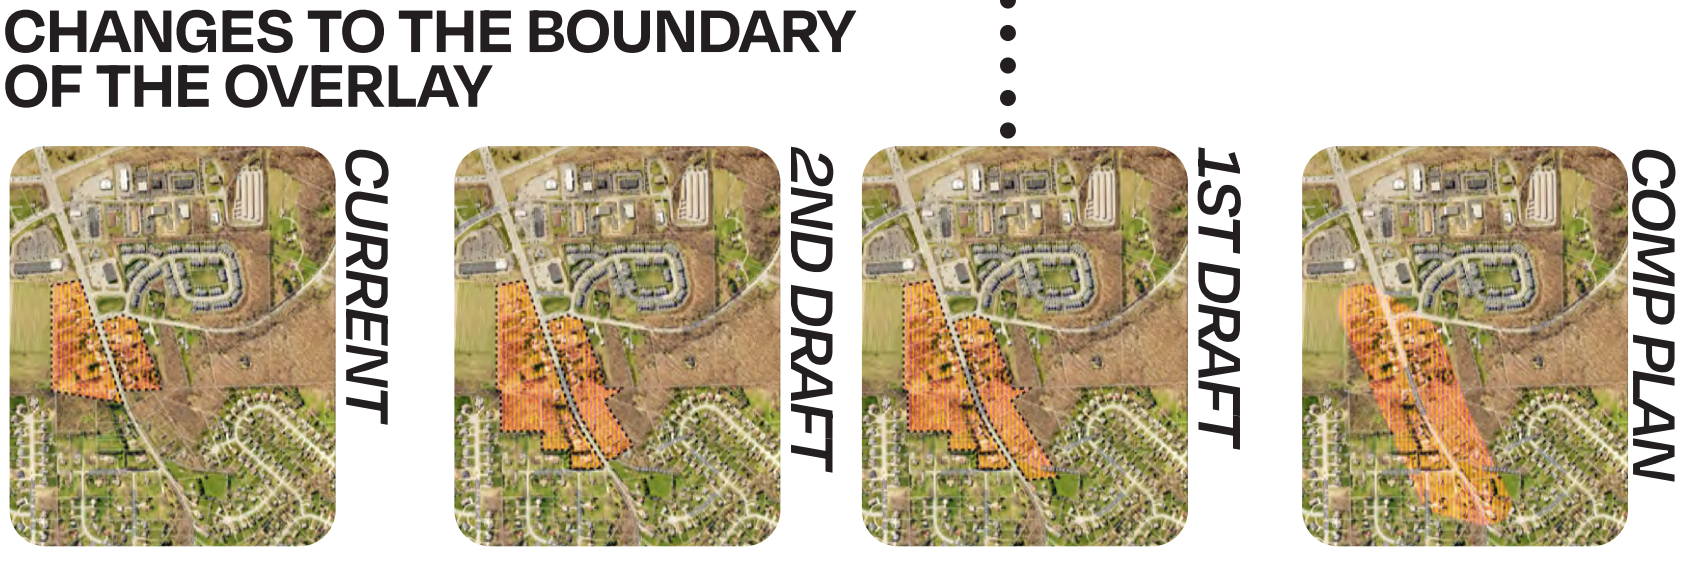 CHANGES TO THE BOUNDARY
OF THE OVERLAY
CURRENT
2ND DRAFT
1ST DRAFT
COMP PLAN